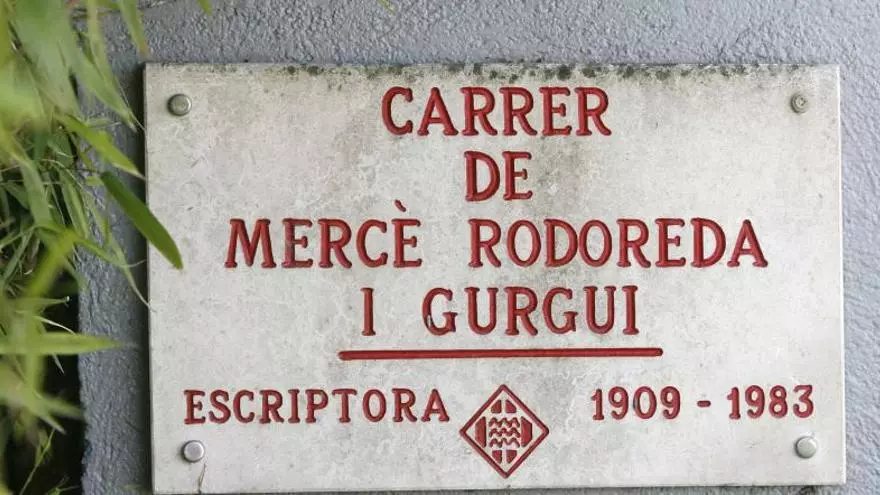 CARRER
DE
MERCÈ RODOREDA
I GURGUI
ESCRIPTORA 1909 - 1983